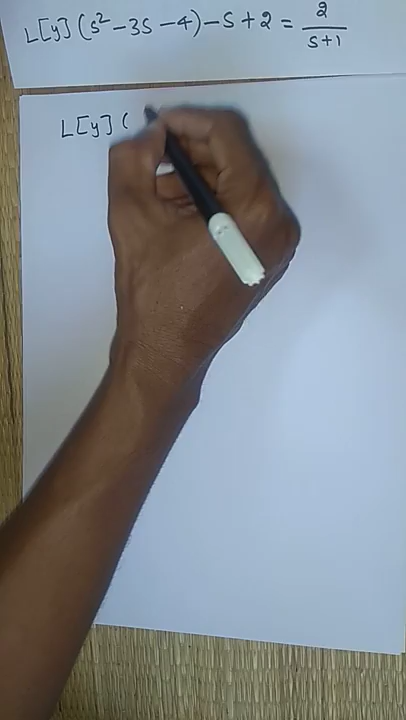 L[y](s² - 3s - 4) - s + 2 = 2/(s+1)
L[y] (